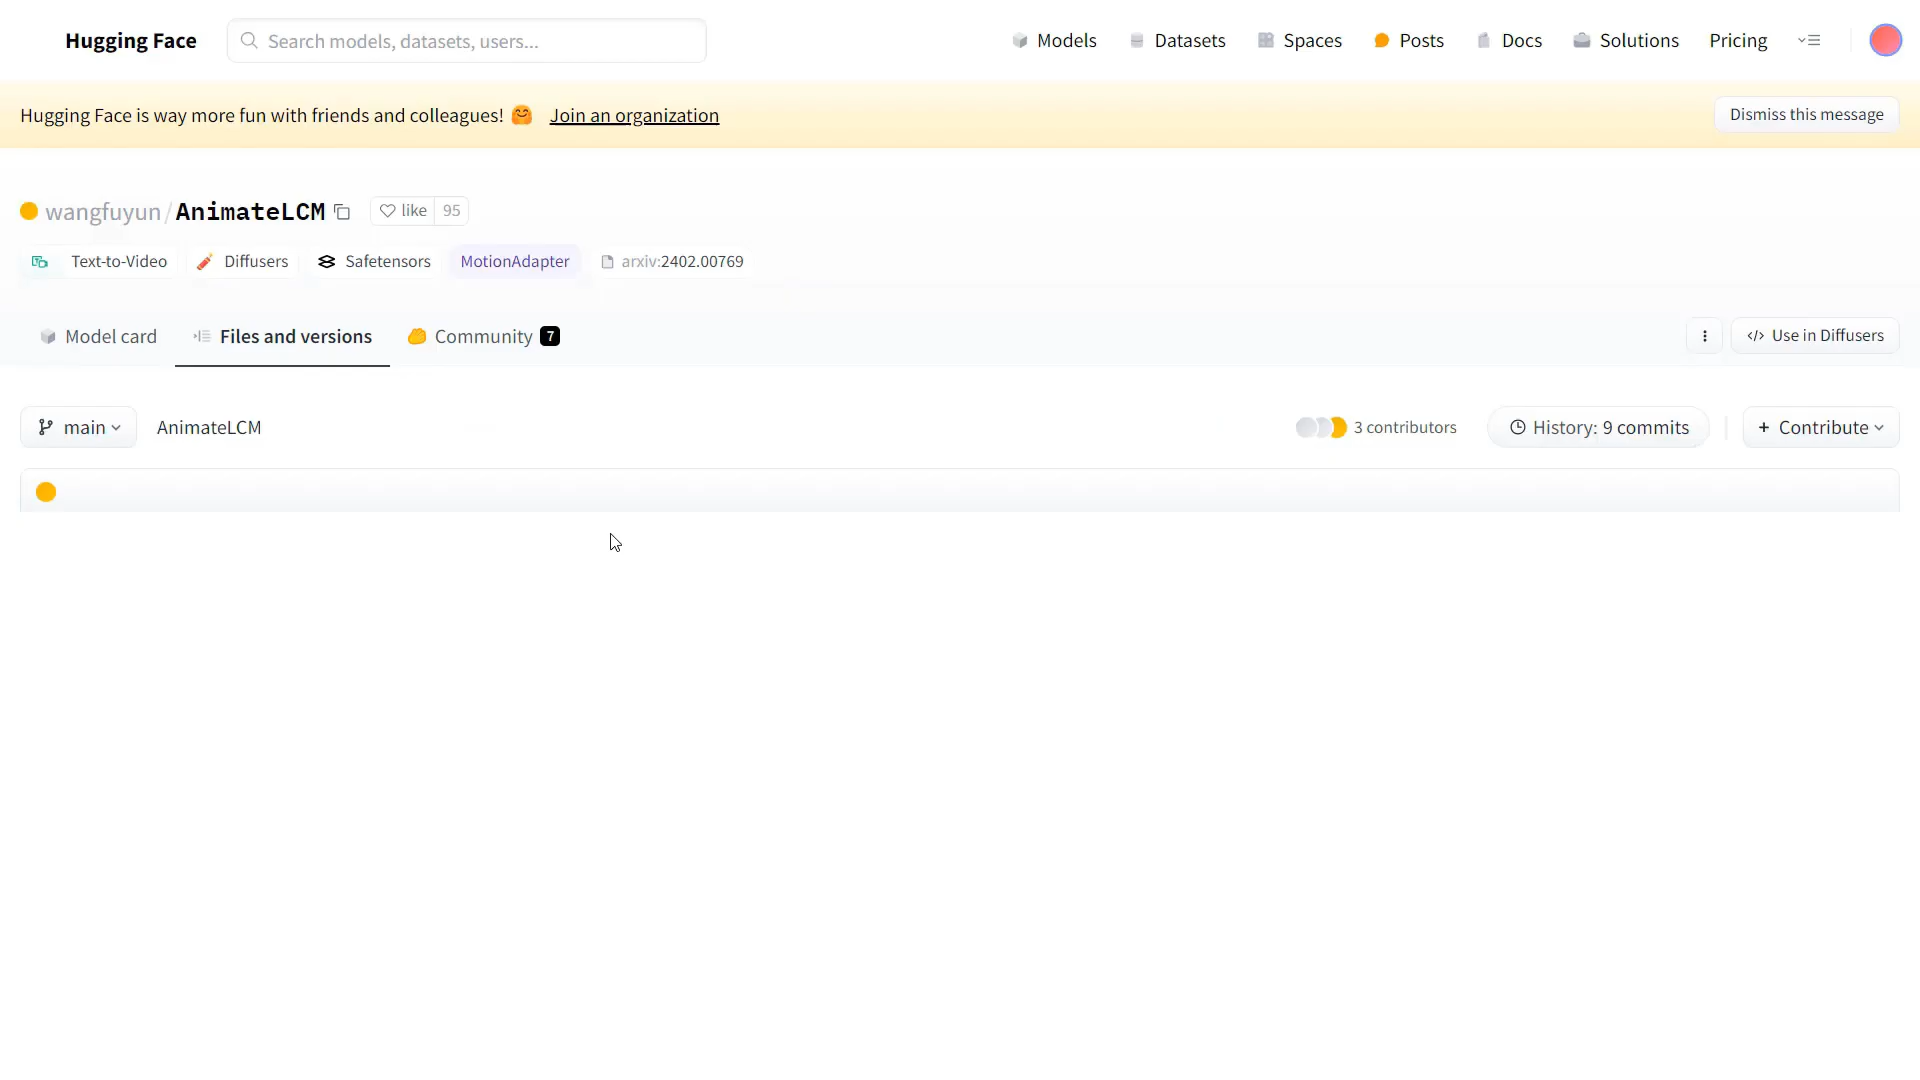 Hugging Face
Search models, datasets, users...
Models
Datasets
Spaces
Posts
Docs
Solutions
Pricing
Hugging Face is way more fun with friends and colleagues! 🤗 Join an organization
Dismiss this message
wangfuyun/AnimateLCM
like 95
Text-to-Video
Diffusers
Safetensors
MotionAdapter
arxiv:2402.00769
Model card
Files and versions
Community 7
Use in Diffusers
main
AnimateLCM
3 contributors
History: 9 commits
+ Contribute